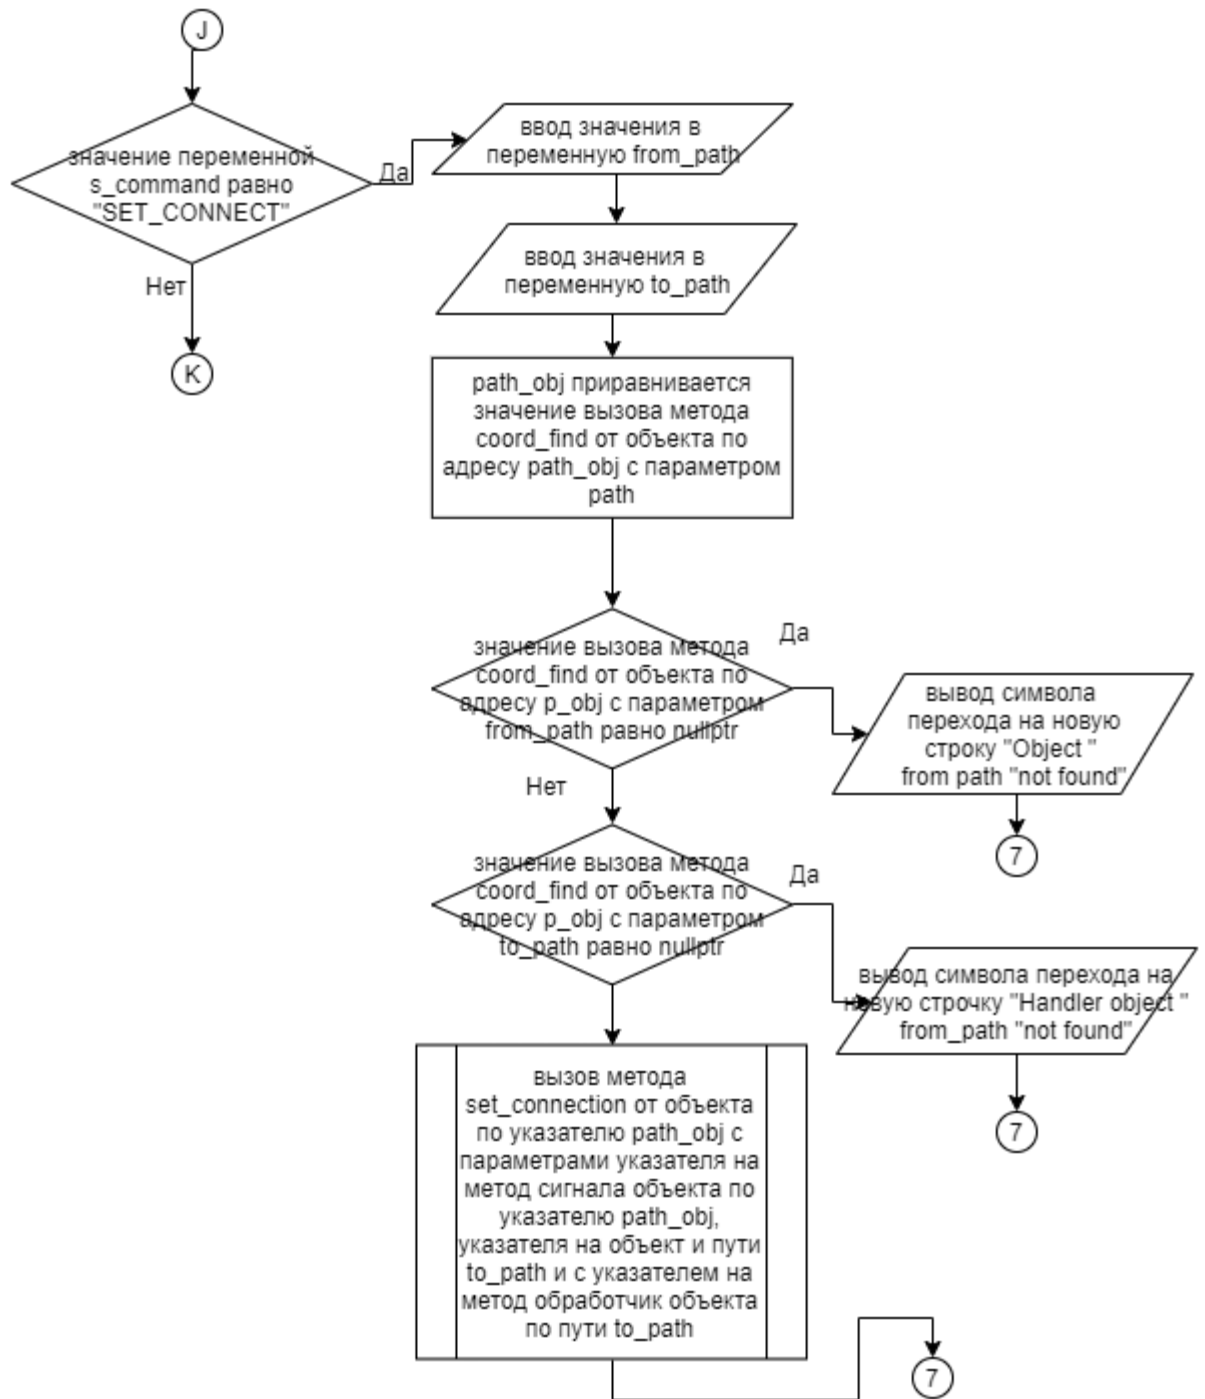 J
значение переменной
s_command равно
"SET_CONNECT"
Да
ввод значения в
переменную from_path
ввод значения в
переменную to_path
Нет
K
path_obj приравнивается
значение вызова метода
coord_find от объекта по
адресу path_obj с параметром
path
значение вызова метода
coord_find от объекта по
адресу p_obj с параметром
from_path равно nullptr
Да
вывод символа
перехода на новую
строку "Object "
from path "not found"
7
Нет
значение вызова метода
coord_find от объекта по
адресу p_obj с параметром
to_path равно nullptr
Да
вывод символа перехода на
новую строчку "Handler object "
from_path "not found"
7
вызов метода
set_connection от объекта
по указателю path_obj с
параметрами указателя на
метод сигнала объекта по
указателю path_obj,
указателя на объект и пути
to_path и с указателем на
метод обработчик объекта
по пути to_path
7